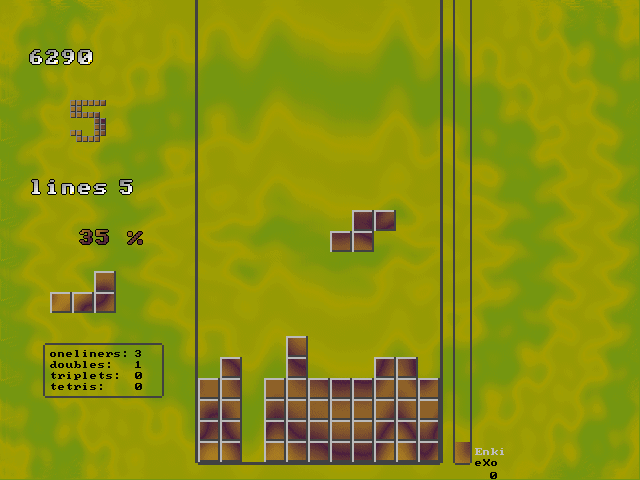 6290
5
lines 5
35 %
oneliners: 3
doubles: 1
triplets: 0
tetris: 0
Enki
eXo
0